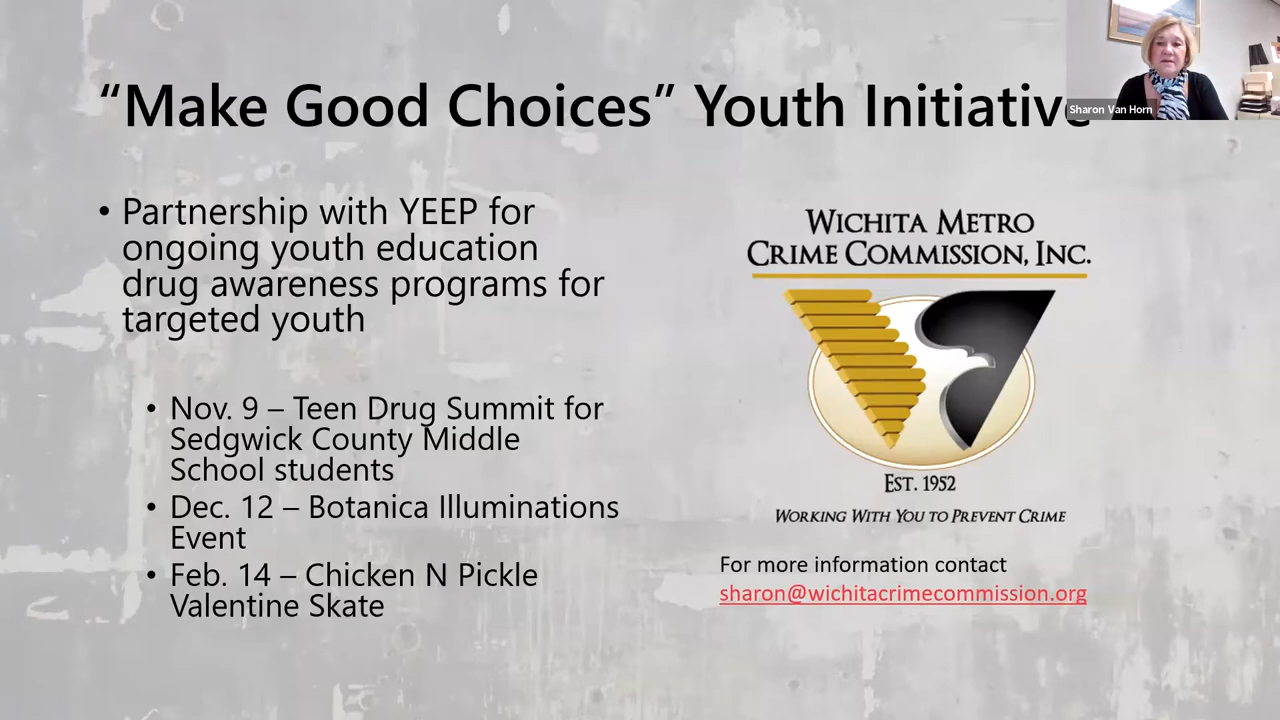 “Make Good Choices” Youth Initiative
Sharon Van Horn
• Partnership with YEEP for
ongoing youth education
drug awareness programs for
targeted youth
• Nov. 9 – Teen Drug Summit for
Sedgwick County Middle
School students
• Dec. 12 – Botanica Illuminations
Event
• Feb. 14 – Chicken N Pickle
Valentine Skate
WICHITA METRO
CRIME COMMISSION, INC.
EST. 1952
WORKING WITH YOU TO PREVENT CRIME
For more information contact
sharon@wichitacrimecommission.org